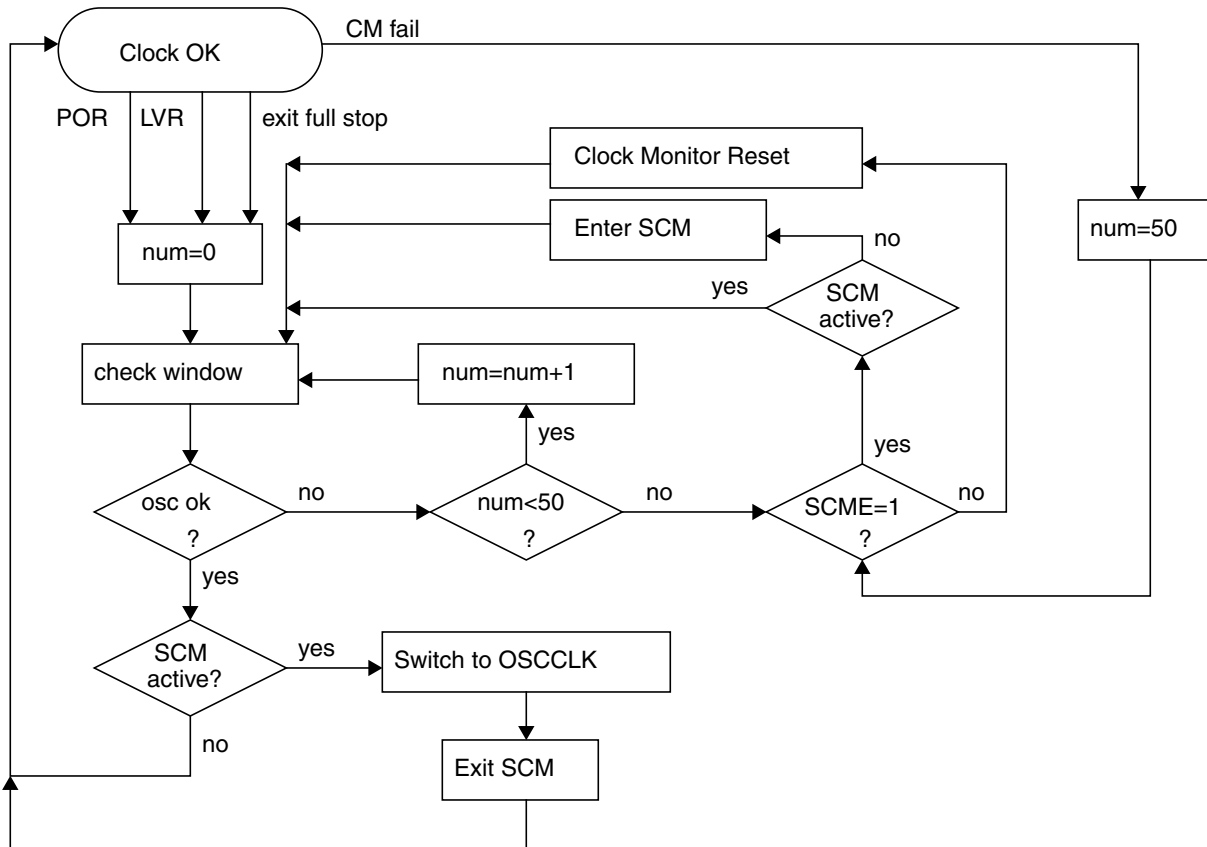 CM fail
Clock OK
POR
LVR
exit full stop
Clock Monitor Reset
Enter SCM
num=50
num=0
no
yes
SCM
active?
check window
num=num+1
yes
yes
osc ok
?
no
num<50
?
no
SCME=1
?
no
yes
SCM
active?
yes
Switch to OSCCLK
no
Exit SCM